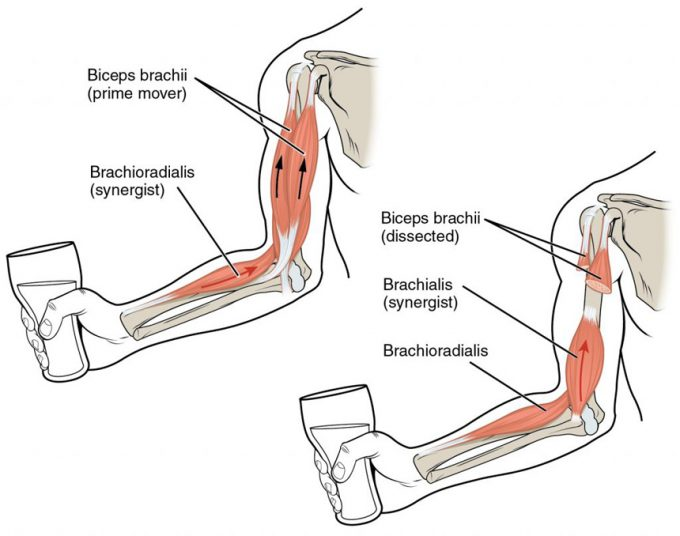 Biceps brachii
(prime mover)
Brachioradialis
(synergist)
Biceps brachii
(dissected)
Brachialis
(synergist)
Brachioradialis